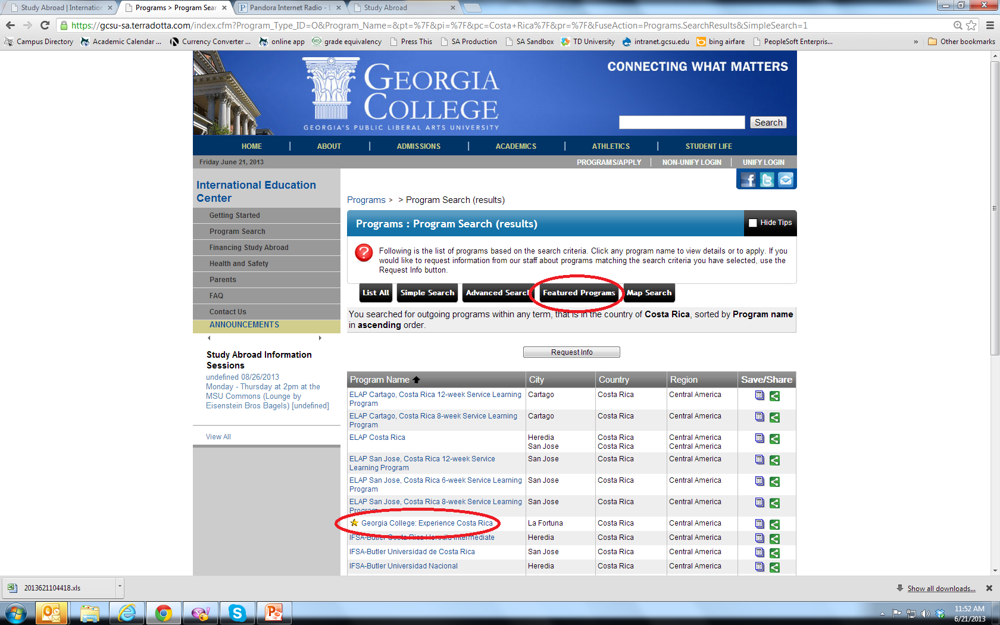 Study Abroad | Internation
Programs > Program Sear
Pandora Internet Radio - L
Study Abroad
https://gcsu-sa.terradotta.com/index.cfm?Program_Type_ID=O&Program_Name=&pt=%7F&pi=%7F&pc=Costa+Rica%7F&pr=%7F&FuseAction=Programs.SearchResults&SimpleSearch=1
Campus Directory Academic Calendar ... Currency Converter ... online app grade equivalency Press This SA Production SA Sandbox TD University intranet.gcsu.edu bing airfare PeopleSoft Enterpris... » Other bookmarks
CONNECTING WHAT MATTERS
GEORGIA
COLLEGE
GEORGIA'S PUBLIC LIBERAL ARTS UNIVERSITY
Search
HOME | ABOUT | ADMISSIONS | ACADEMICS | ATHLETICS | STUDENT LIFE
Friday June 21, 2013
PROGRAMS/APPLY | NON-UNIFY LOGIN | UNIFY LOGIN
International Education
Center
Getting Started
Program Search
Financing Study Abroad
Health and Safety
Parents
FAQ
Contact Us
ANNOUNCEMENTS
Study Abroad Information
Sessions
undefined 08/26/2013
Monday - Thursday at 2pm at the
MSU Commons (Lounge by
Eisenstein Bros Bagels) [undefined]
View All
Programs > > Program Search (results)
Programs : Program Search (results)
Hide Tips
Following is the list of programs based on the search criteria. Click any program name to view details or to apply. If you
would like to request information from our staff about programs matching the search criteria you have selected, use the
Request Info button.
List All Simple Search Advanced Search Featured Programs Map Search
You searched for outgoing programs within any term, that is in the country of Costa Rica, sorted by Program name
in ascending order.
Request Info
Program Name City Country Region Save/Share
ELAP Cartago, Costa Rica 12-week Service Learning Cartago Costa Rica Central America
Program
ELAP Cartago, Costa Rica 8-week Service Learning Cartago Costa Rica Central America
Program
ELAP Costa Rica Heredia Costa Rica Central America
San Jose Costa Rica Central America
ELAP San Jose, Costa Rica 12-week Service San Jose Costa Rica Central America
Learning Program
ELAP San Jose, Costa Rica 6-week Service Learning San Jose Costa Rica Central America
Program
ELAP San Jose, Costa Rica 8-week Service Learning San Jose Costa Rica Central America
Program
Georgia College: Experience Costa Rica La Fortuna Costa Rica Central America
IFSA-Butler Costa Rica Heredia Intermediate Heredia Costa Rica Central America
IFSA-Butler Universidad de Costa Rica San Jose Costa Rica Central America
IFSA-Butler Universidad Nacional Heredia Costa Rica Central America
2013621104418.xls
Show all downloads...
11:52 AM
6/21/2013